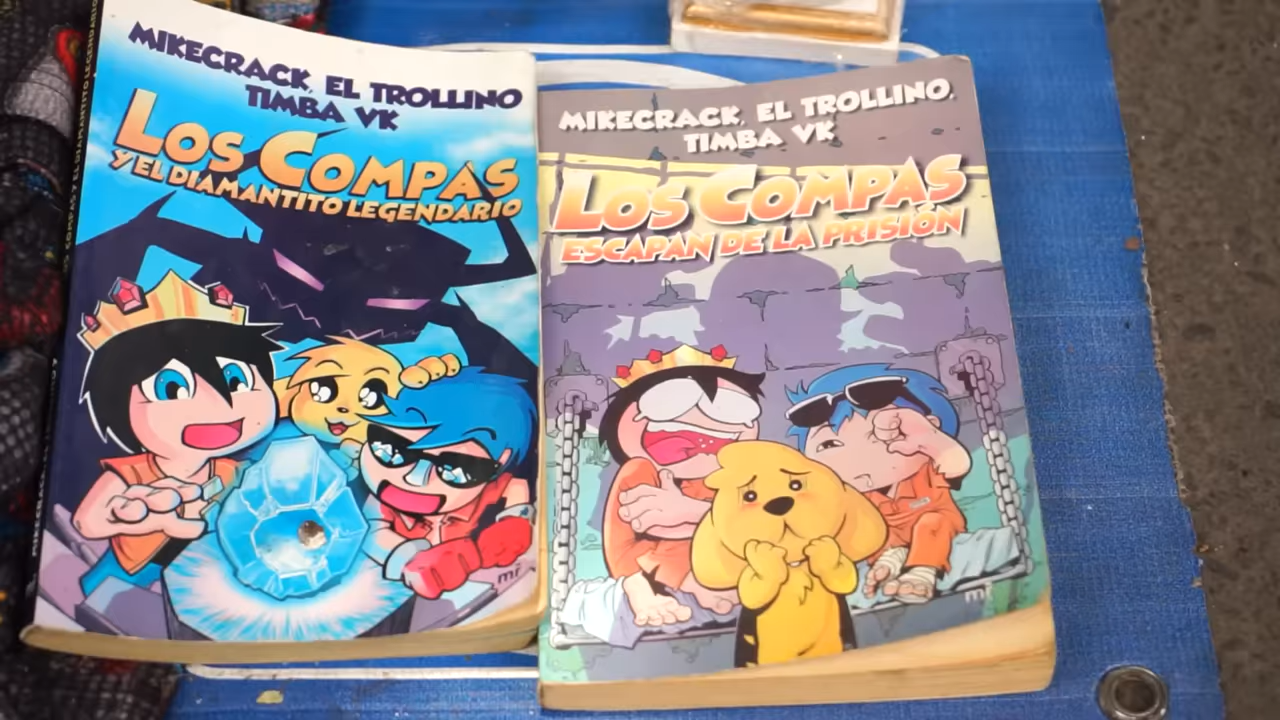 MIKECRACK, EL TROLLINO
TIMBA VK
LOS COMPAS
Y EL DIAMANTITO LEGENDARIO
mr
MIKECRACK, EL TROLLINO,
TIMBA VK
LOS COMPAS
ESCAPAN DE LA PRISIÓN